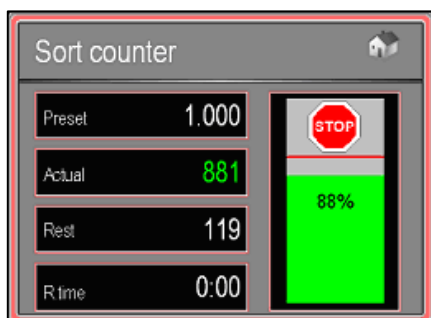 Sort counter
Preset 1.000
STOP
Actual 881
88%
Rest 119
R time 0:00